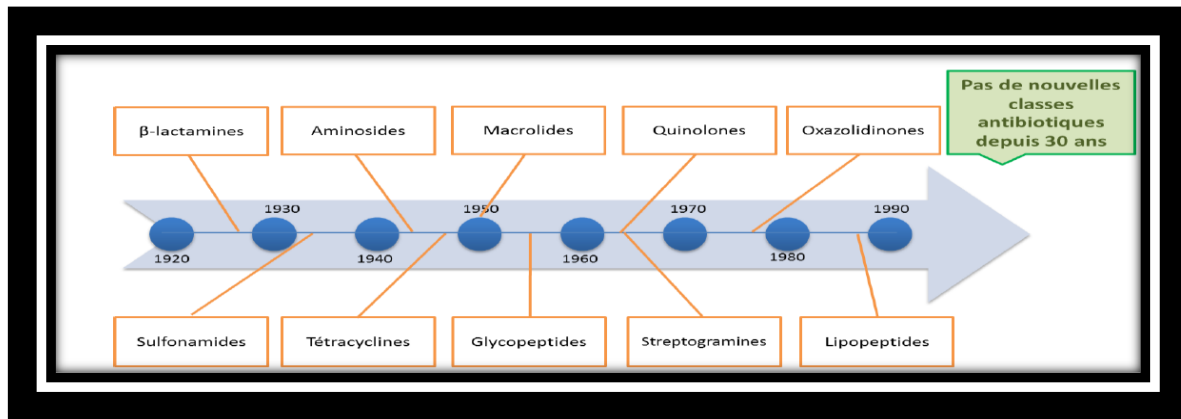 Pas de nouvelles
classes
antibiotiques
depuis 30 ans
β-lactamines
Aminosides
Macrolides
Quinolones
Oxazolidinones
1930
1950
1970
1990
1920
1940
1960
1980
Sulfonamides
Tétracyclines
Glycopeptides
Streptogramines
Lipopeptides